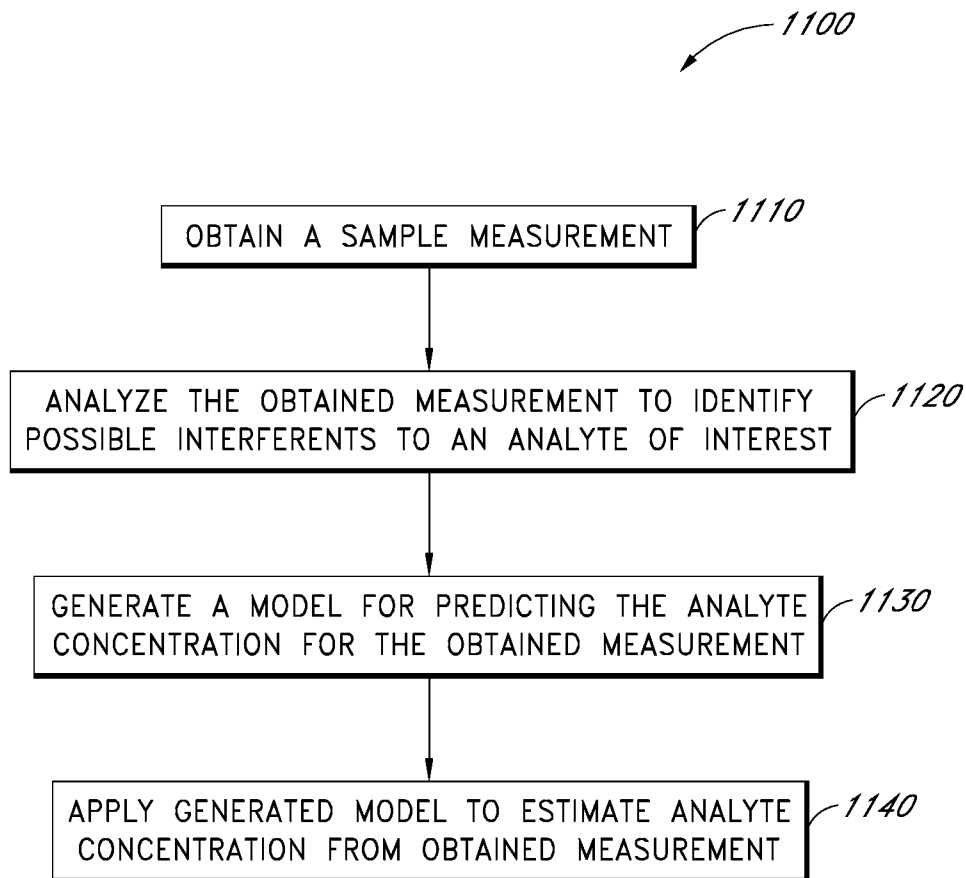 1100
OBTAIN A SAMPLE MEASUREMENT
1110
ANALYZE THE OBTAINED MEASUREMENT TO IDENTIFY
POSSIBLE INTERFERENTS TO AN ANALYTE OF INTEREST
1120
GENERATE A MODEL FOR PREDICTING THE ANALYTE
CONCENTRATION FOR THE OBTAINED MEASUREMENT
1130
APPLY GENERATED MODEL TO ESTIMATE ANALYTE
CONCENTRATION FROM OBTAINED MEASUREMENT
1140